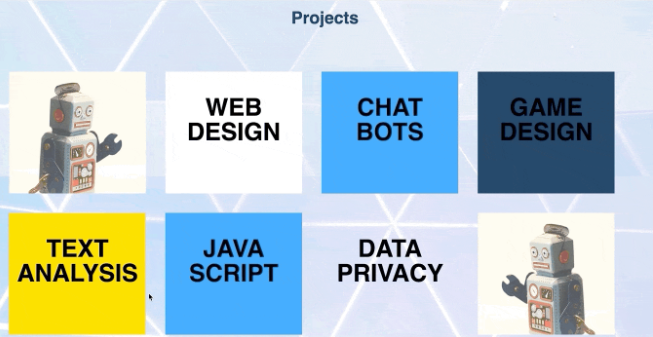 Projects
WEB
DESIGN
CHAT
BOTS
GAME
DESIGN
TEXT
ANALYSIS
JAVA
SCRIPT
DATA
PRIVACY